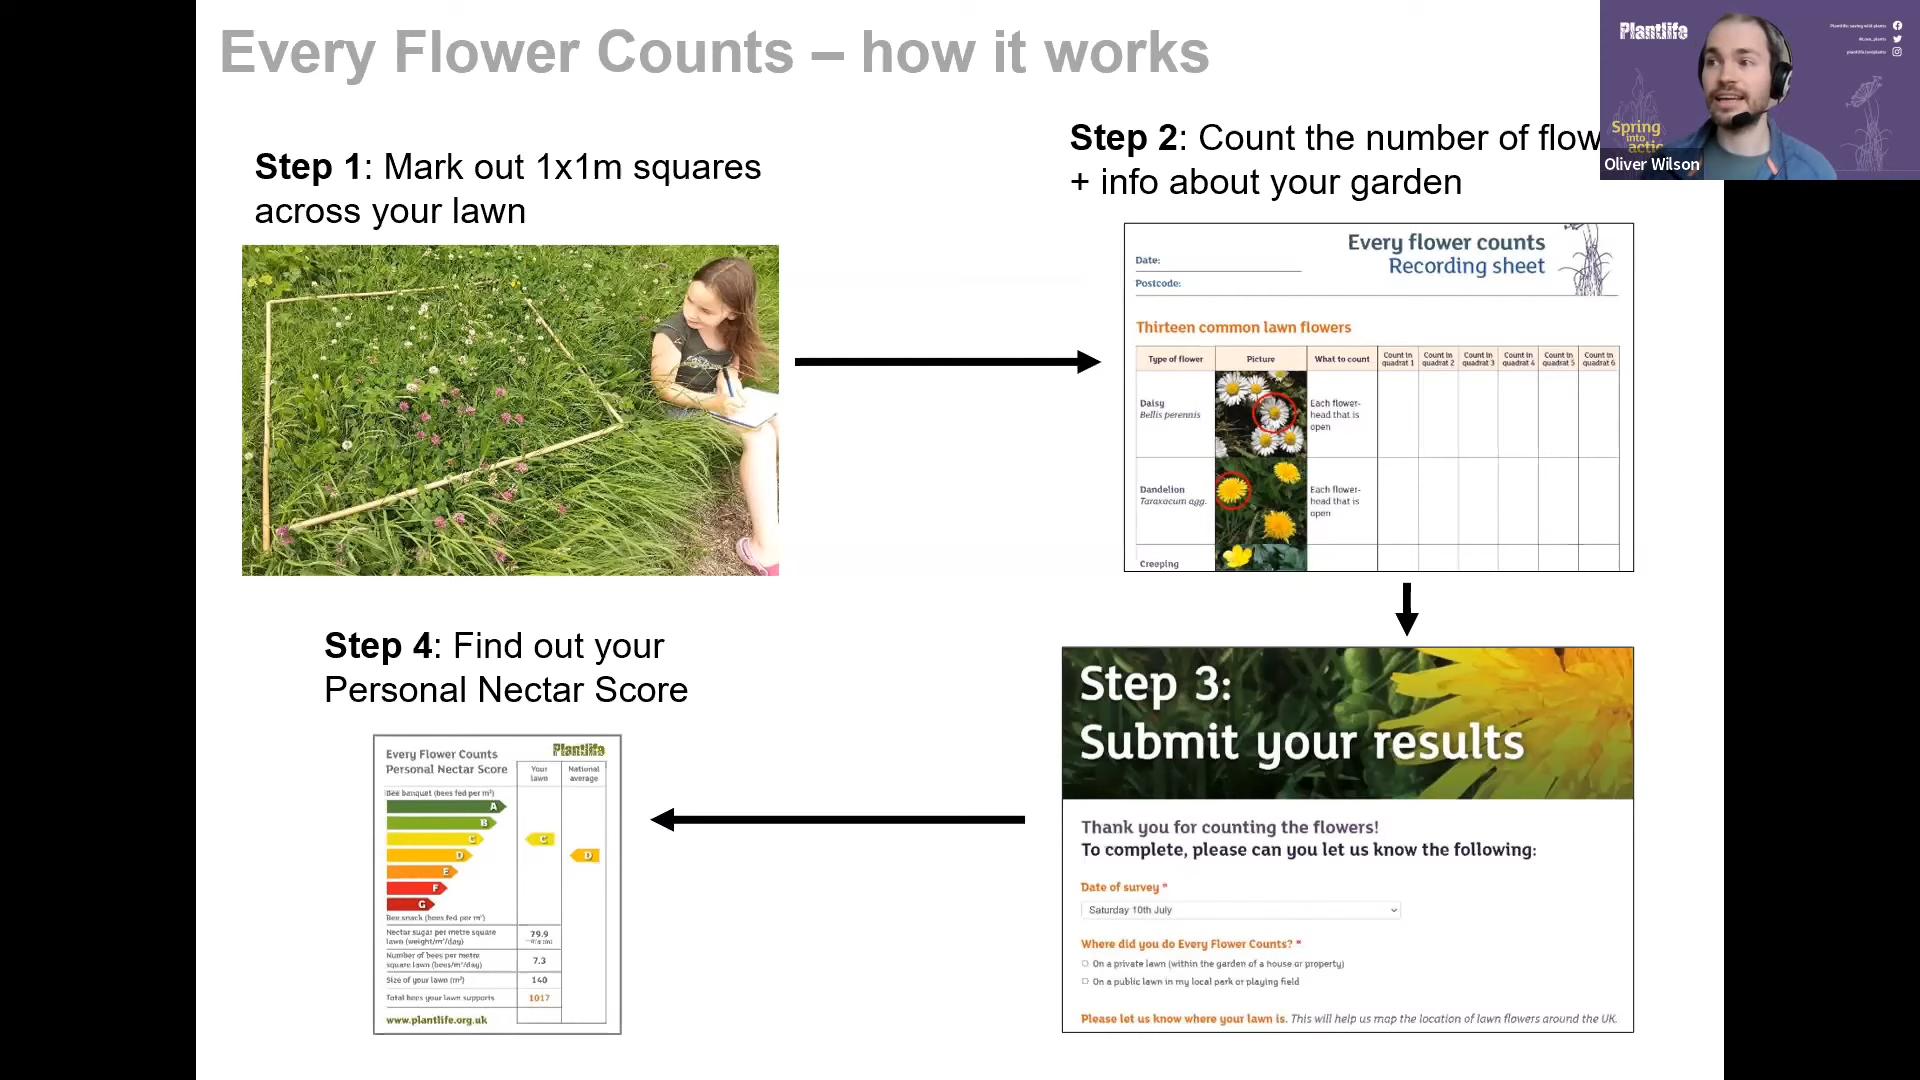 Every Flower Counts – how it works
Plantlife
Plantlife: saving wild plants
Spring
into
Oliver Wilson
Step 1: Mark out 1x1m squares
across your lawn
Step 2: Count the number of flow
+ info about your garden
Every flower counts
Recording sheet
Date:
Postcode:
Thirteen common lawn flowers
Type of flower Picture What to count Count in quadrat 1 Count in quadrat 2 Count in quadrat 3 Count in quadrat 4 Count in quadrat 5 Count in quadrat 6
Daisy
Bellis perennis
Each flower-
head that is
open
Dandelion
Taraxacum agg.
Each flower-
head that is
open
Creeping
Step 3:
Submit your results
Thank you for counting the flowers!
To complete, please can you let us know the following:
Date of survey *
Saturday 10th July
Where did you do Every Flower Counts? *
On a private lawn (within the garden of a house or property)
On a public lawn in my local park or playing field
Please let us know where your lawn is. This will help us map the location of lawn flowers around the UK.
Step 4: Find out your
Personal Nectar Score
Plantlife
Every Flower Counts
Personal Nectar Score
Your
lawn
National
average
Bee banquet (bees fed per m²)
A
B
C C
D D
E
F
G
Bee snack (bees fed per m²)
Nectar sugar per metre square
lawn (weight/m²/day)
79.9
Number of bees per metre
square lawn (bees/m²/day)
7.3
Size of your lawn (m²) 140
Total bees your lawn supports 1017
www.plantlife.org.uk